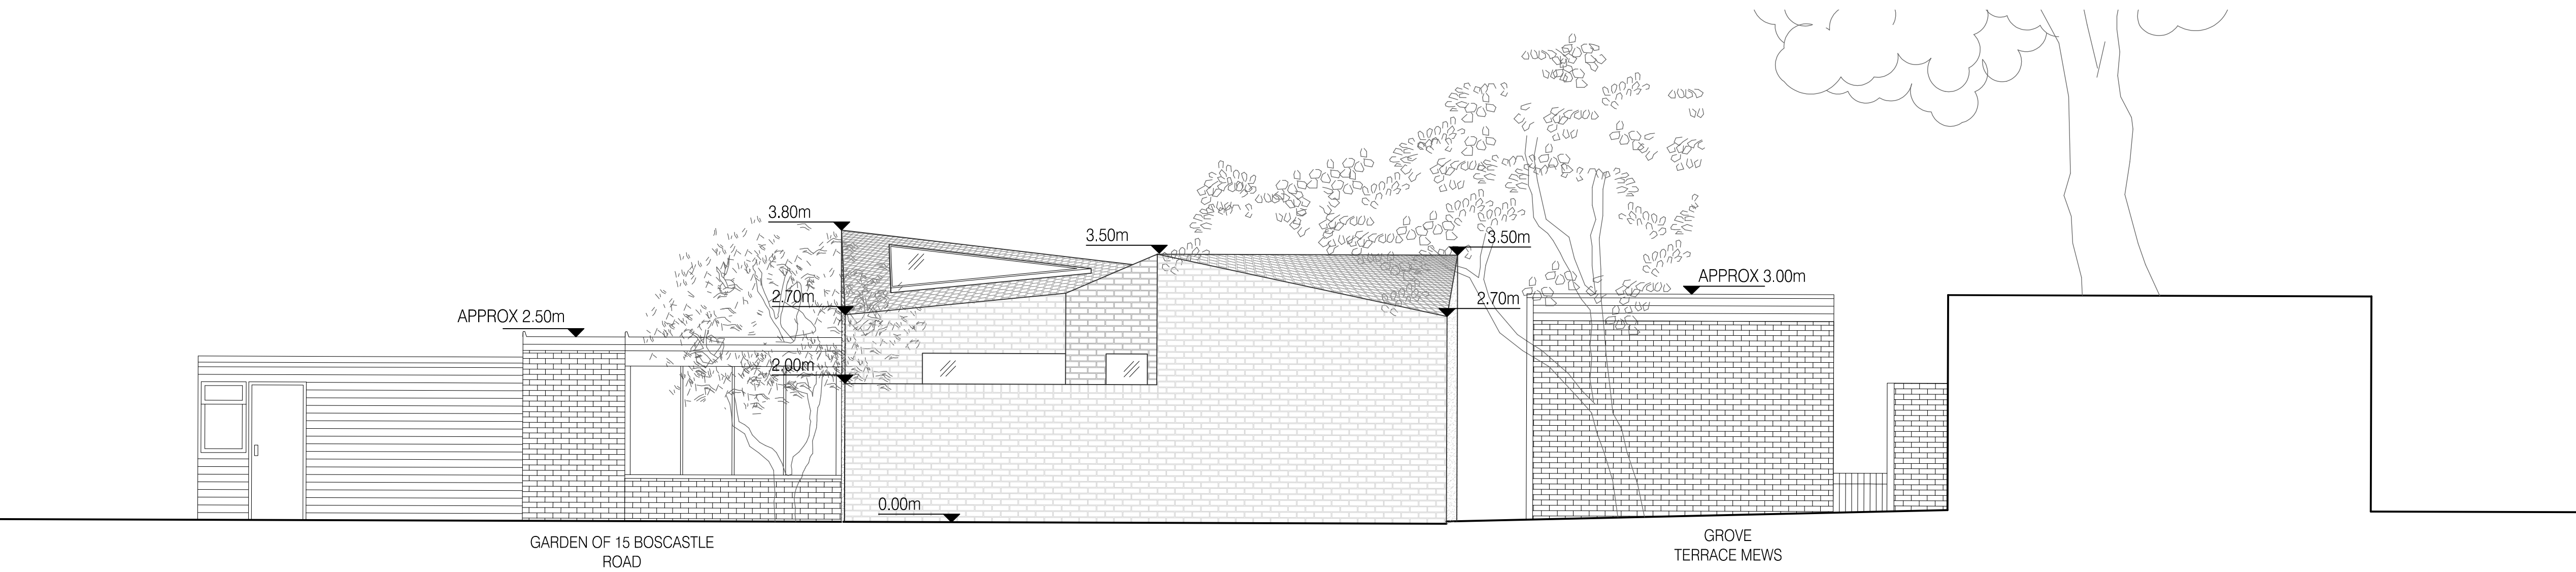 3.80m
3.50m
3.50m
APPROX 3.00m
2.70m
2.70m
APPROX 2.50m
2.00m
0.00m
GARDEN OF 15 BOSCASTLE
ROAD
GROVE
TERRACE MEWS